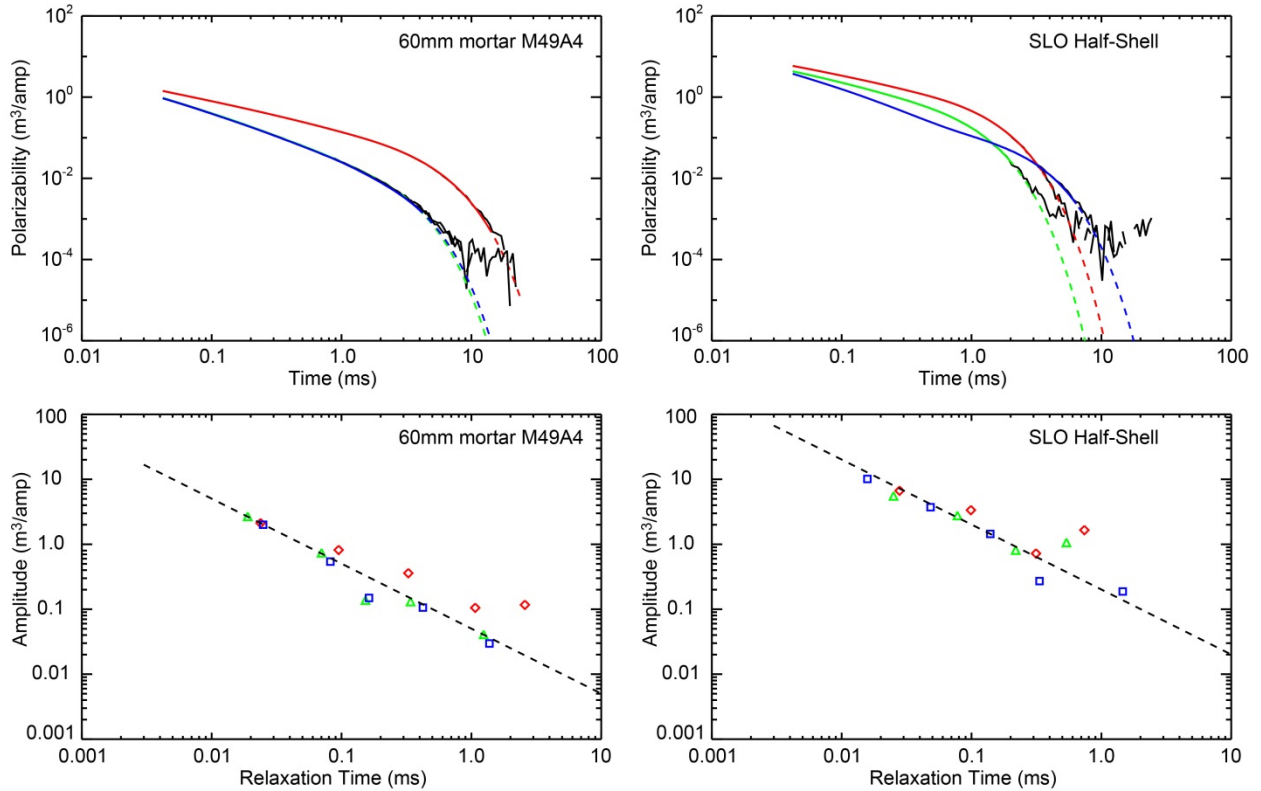 60mm mortar M49A4
Polarizability (m³/amp)
10²
10⁰
10⁻²
10⁻⁴
10⁻⁶
0.01 0.1 1.0 10 100
Time (ms)
SLO Half-Shell
Polarizability (m³/amp)
10²
10⁰
10⁻²
10⁻⁴
10⁻⁶
0.01 0.1 1.0 10 100
Time (ms)
60mm mortar M49A4
Amplitude (m³/amp)
100
10
1.0
0.1
0.01
0.001
0.001 0.01 0.1 1.0 10
Relaxation Time (ms)
SLO Half-Shell
Amplitude (m³/amp)
100
10
1.0
0.1
0.01
0.001
0.001 0.01 0.1 1.0 10
Relaxation Time (ms)